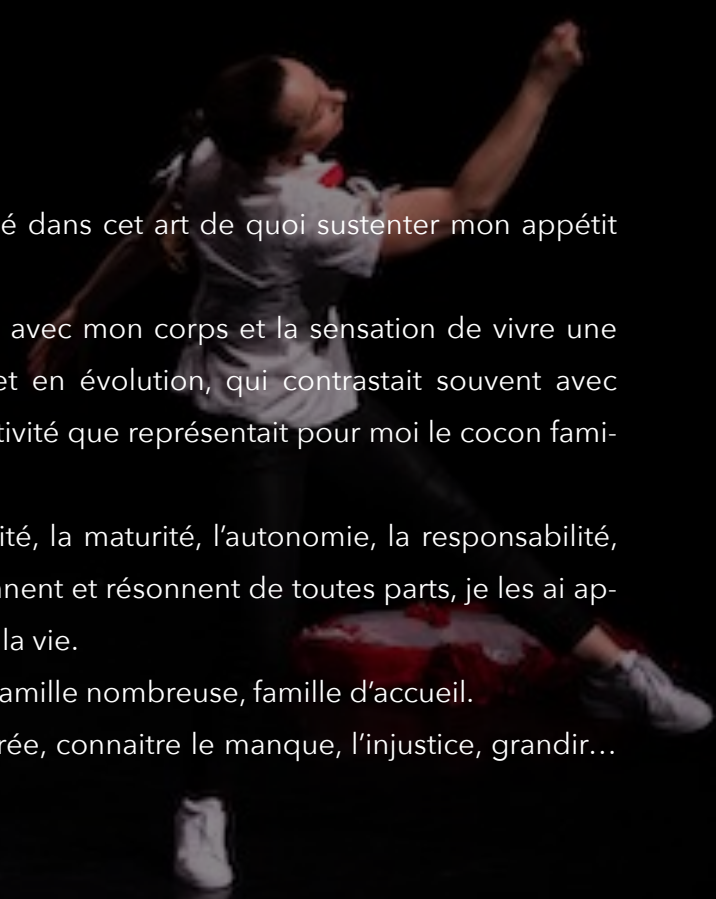 é dans cet art de quoi sustenter mon appétit
avec mon corps et la sensation de vivre une
et en évolution, qui contrastait souvent avec
tivité que représentait pour moi le cocon fami-
ité, la maturité, l’autonomie, la responsabilité,
nnent et résonnent de toutes parts, je les ai ap-
la vie.
amille nombreuse, famille d’accueil.
rée, connaitre le manque, l’injustice, grandir…